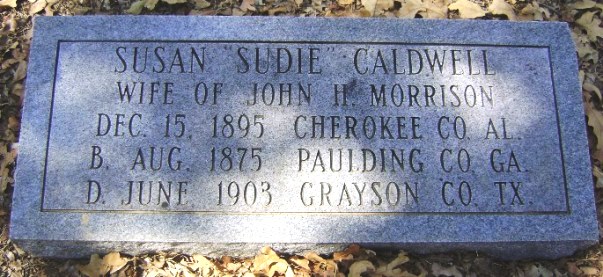 SUSAN "SUDIE" CALDWELL
WIFE OF JOHN H. MORRISON
DEC. 15, 1895 CHEROKEE CO. AL.
B. AUG. 1875 PAULDING CO. GA.
D. JUNE 1903 GRAYSON CO. TX.